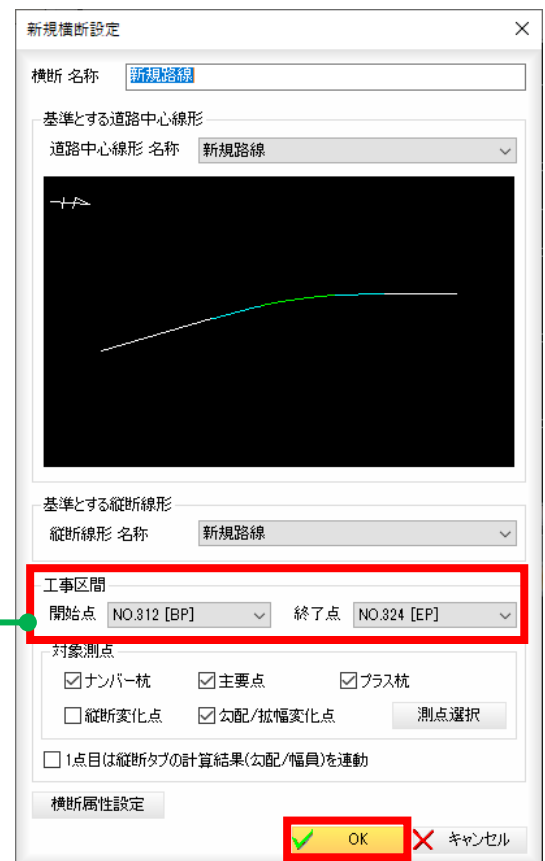 新規横断設定
横断 名称 新規路線
基準とする道路中心線形
道路中心線形 名称 新規路線
基準とする縦断線形
縦断線形 名称 新規路線
工事区間
開始点 NO.312 [BP] 終了点 NO.324 [EP]
対象測点
ナンバー杭 主要点 プラス杭
縦断変化点 勾配/拡幅変化点 測点選択
1点目は縦断タブの計算結果(勾配/幅員)を連動
横断属性設定
OK キャンセル